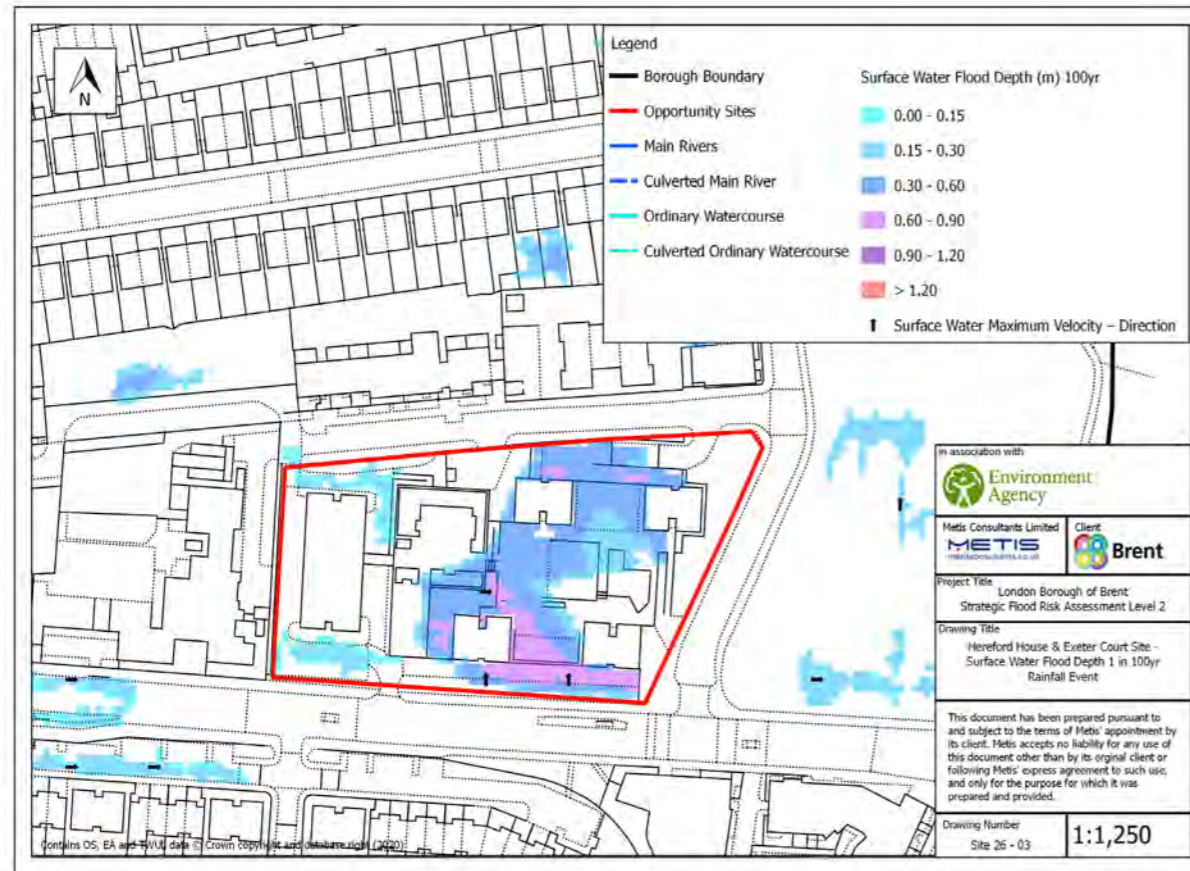 N
Legend
Borough Boundary
Opportunity Sites
Main Rivers
Culverted Main River
Ordinary Watercourse
Culverted Ordinary Watercourse
Surface Water Flood Depth (m) 100yr
0.00 - 0.15
0.15 - 0.30
0.30 - 0.60
0.60 - 0.90
0.90 - 1.20
> 1.20
Surface Water Maximum Velocity – Direction
in association with
Environment
Agency
Metis Consultants Limited
METIS
metisconsultants.co.uk
Client
Brent
Project Title
London Borough of Brent
Strategic Flood Risk Assessment Level 2
Drawing Title
Hereford House & Exeter Court Site -
Surface Water Flood Depth 1 in 100yr
Rainfall Event
This document has been prepared pursuant to
and subject to the terms of Metis' appointment by
its client. Metis accepts no liability for any use of
this document other than by its orginal client or
following Metis' express agreement to such use,
and only for the purpose for which it was
prepared and provided.
Drawing Number
Site 26 - 03
1:1,250
Contains OS, EA and TWUL data © Crown copyright and database right (2020)